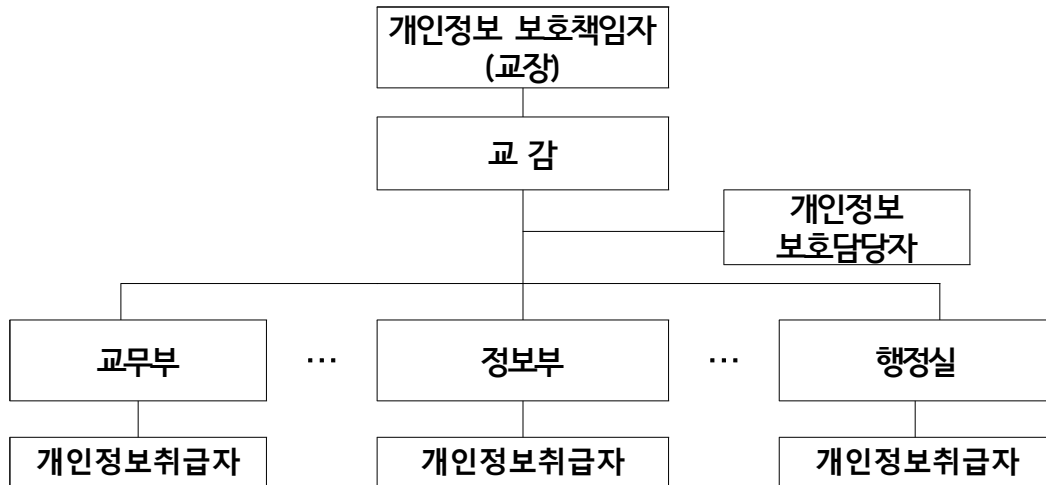 개인정보 보호책임자
(교장)
교 감
개인정보
보호담당자
교무부 … 정보부 … 행정실
개인정보취급자 개인정보취급자 개인정보취급자